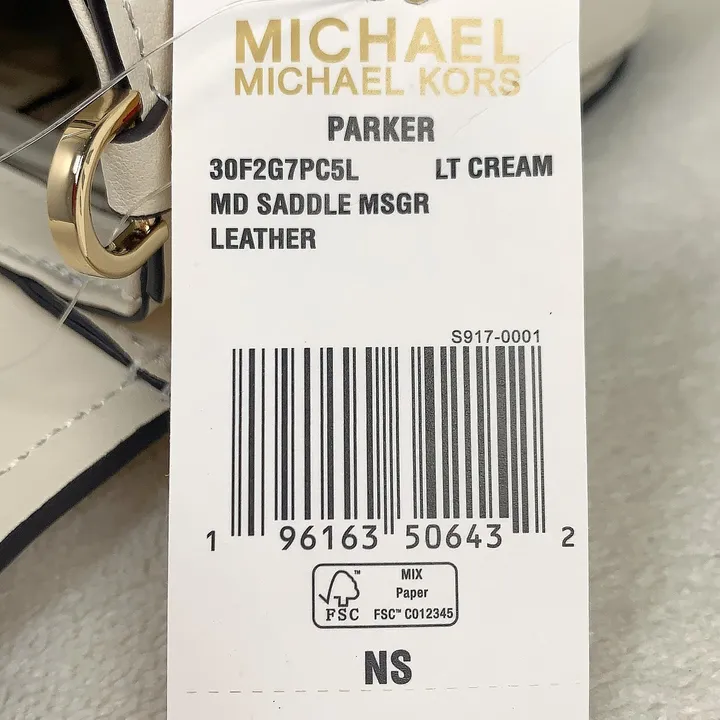 MICHAEL
MICHAEL KORS
PARKER
30F2G7PC5L LT CREAM
MD SADDLE MSGR
LEATHER
S917-0001
1 96163 50643 2
FSC™
MIX
Paper
FSC™ C012345
NS